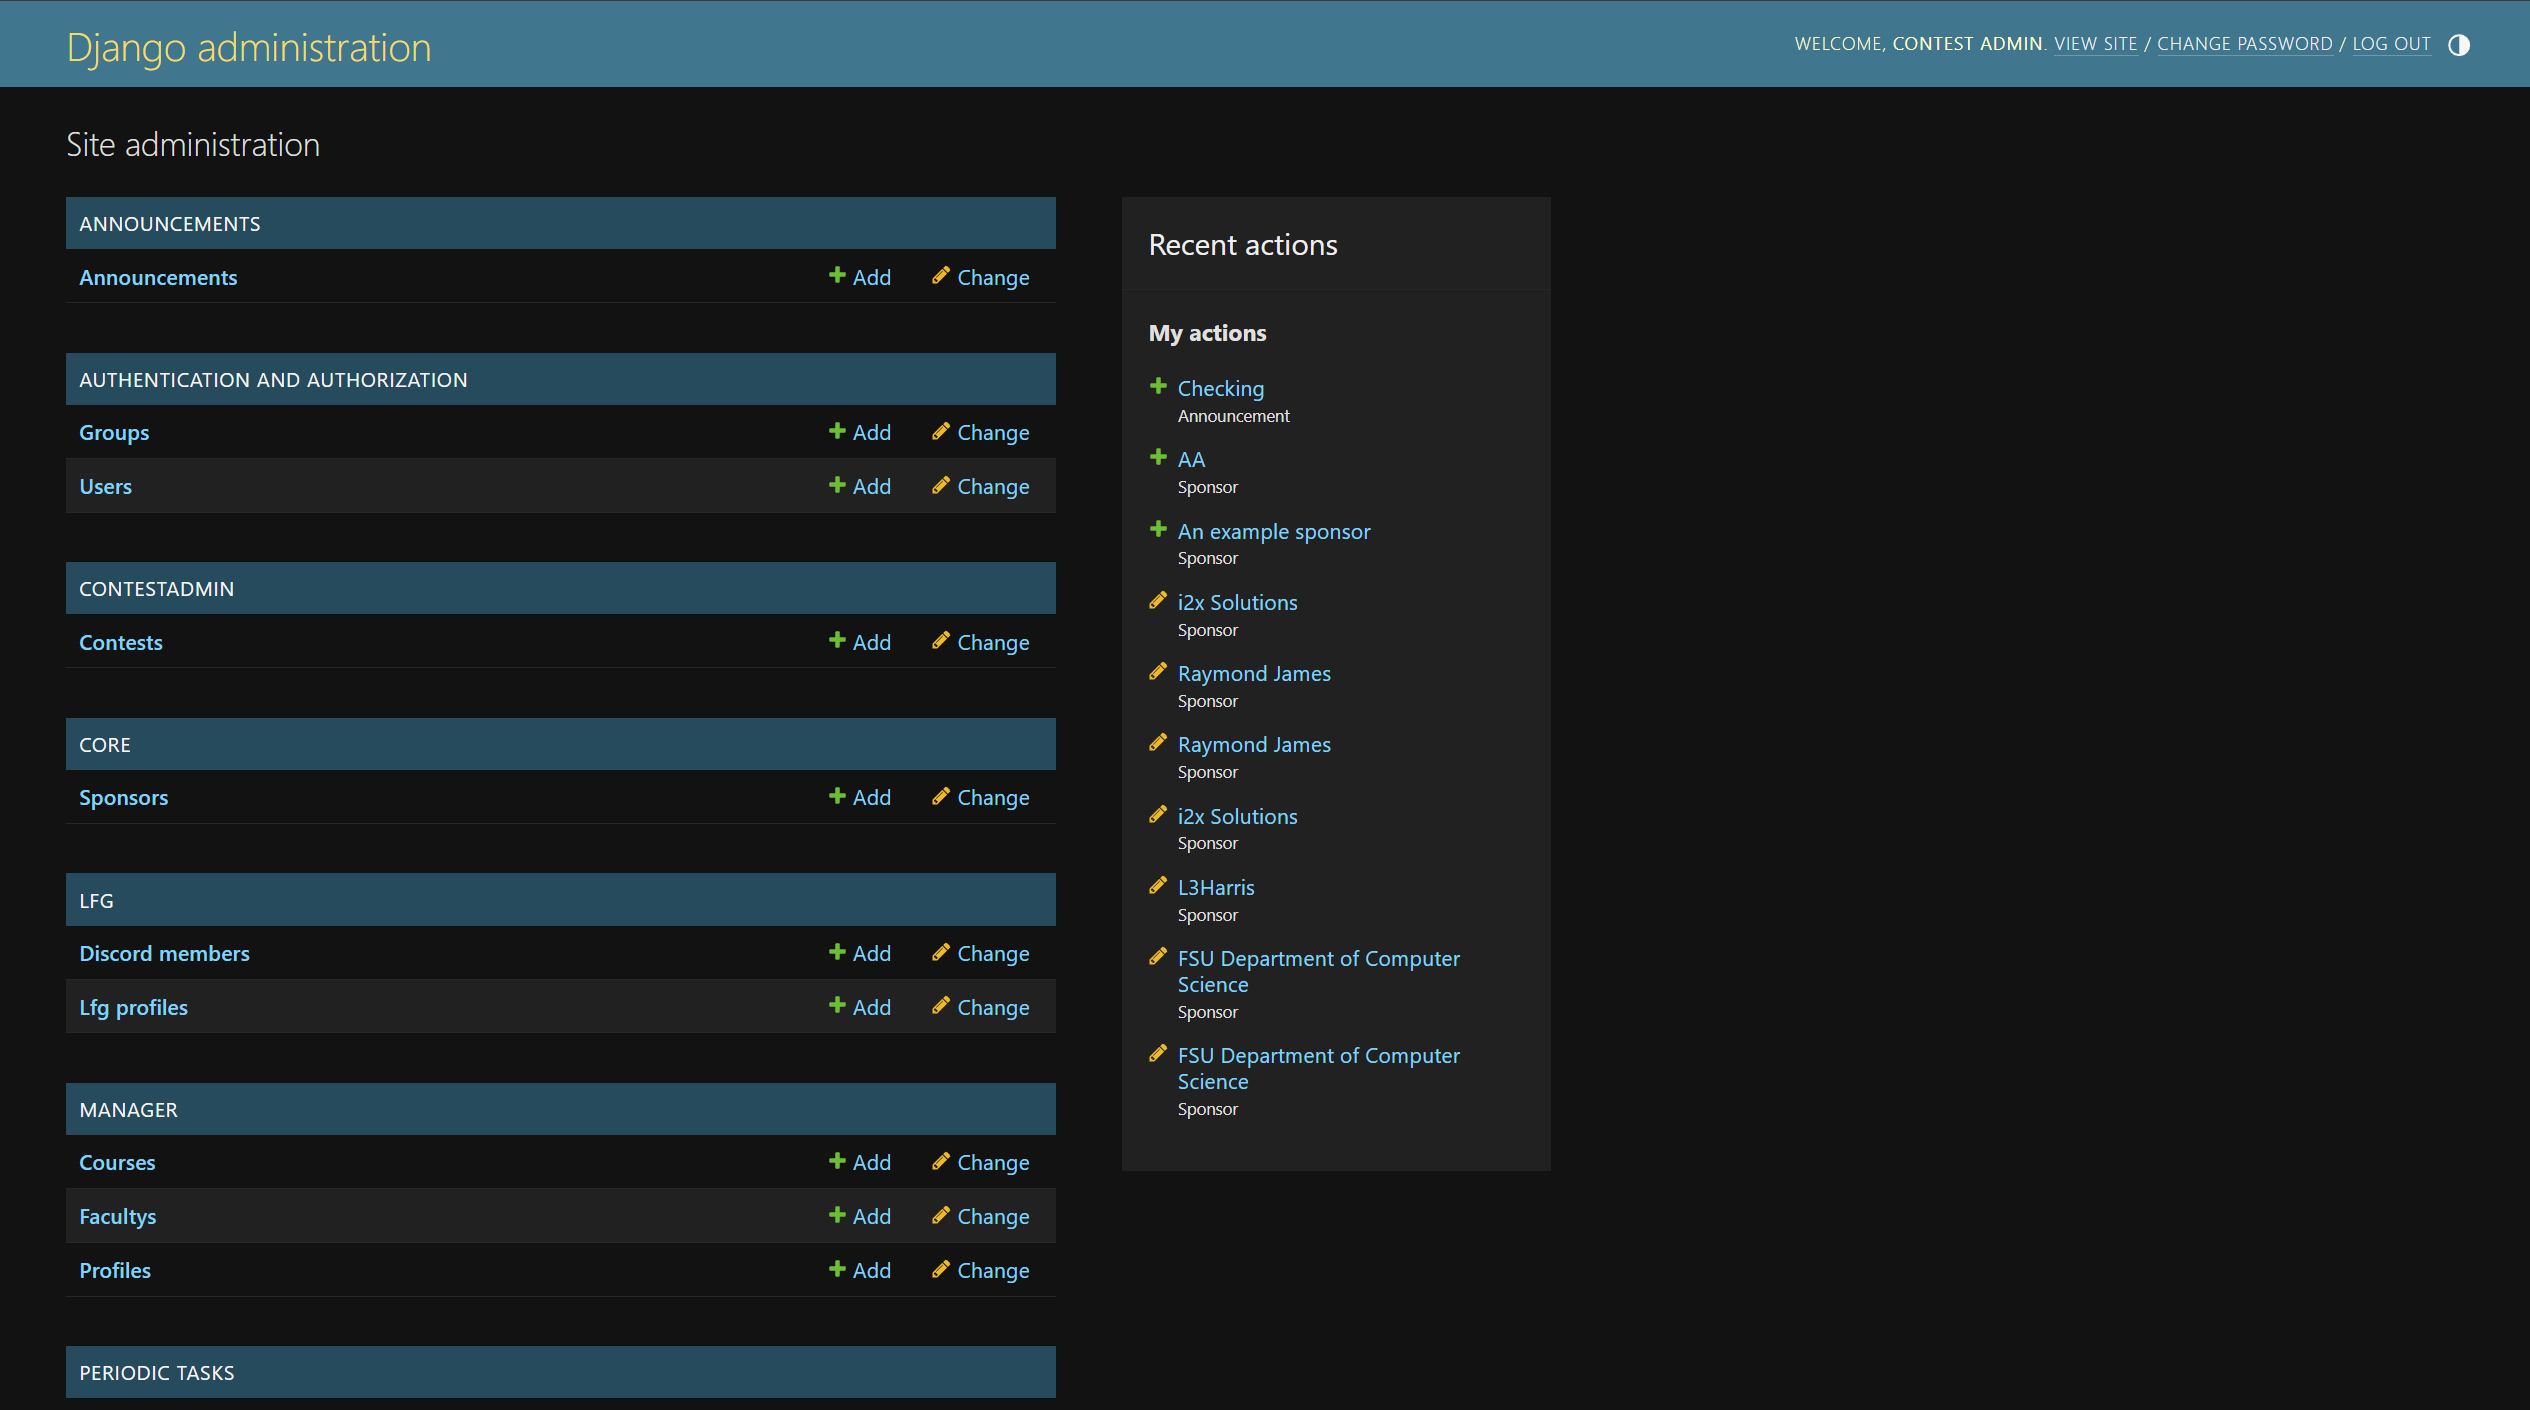 Django administration
WELCOME, CONTEST ADMIN. VIEW SITE / CHANGE PASSWORD / LOG OUT
Site administration
ANNOUNCEMENTS
Announcements Add Change
AUTHENTICATION AND AUTHORIZATION
Groups Add Change
Users Add Change
CONTESTADMIN
Contests Add Change
CORE
Sponsors Add Change
LFG
Discord members Add Change
Lfg profiles Add Change
MANAGER
Courses Add Change
Facultys Add Change
Profiles Add Change
PERIODIC TASKS
Recent actions
My actions
Checking
Announcement
AA
Sponsor
An example sponsor
Sponsor
i2x Solutions
Sponsor
Raymond James
Sponsor
Raymond James
Sponsor
i2x Solutions
Sponsor
L3Harris
Sponsor
FSU Department of Computer
Science
Sponsor
FSU Department of Computer
Science
Sponsor